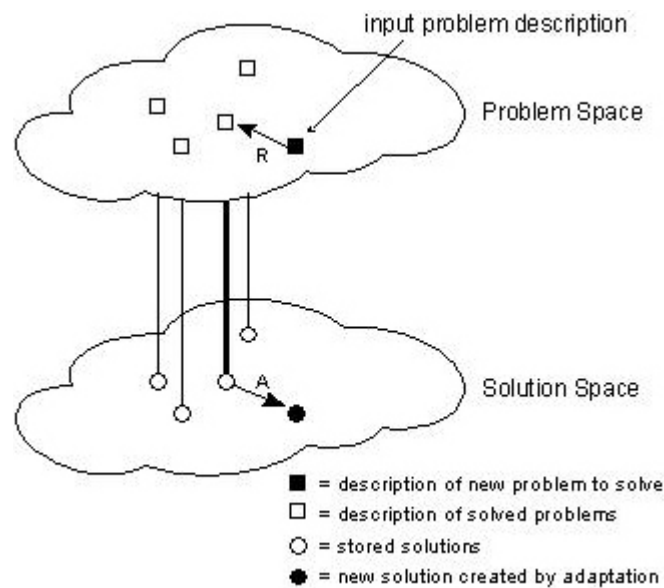 input problem description
Problem Space
R
A
Solution Space
= description of new problem to solve
= description of solved problems
= stored solutions
= new solution created by adaptation